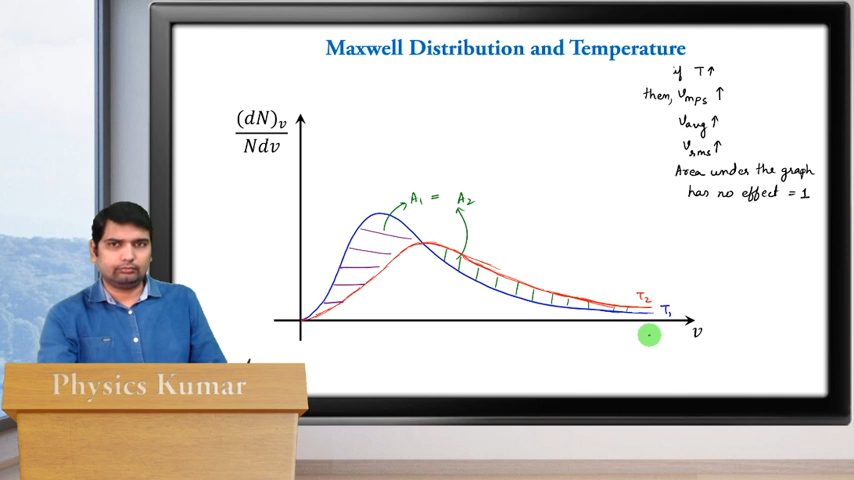 Maxwell Distribution and Temperature
if T↑
then, vmps ↑
vavg ↑
vrms ↑
Area under the graph
has no effect = 1
(dN)v
Ndv
A1 = A2
T2
T1
v
Physics Kumar